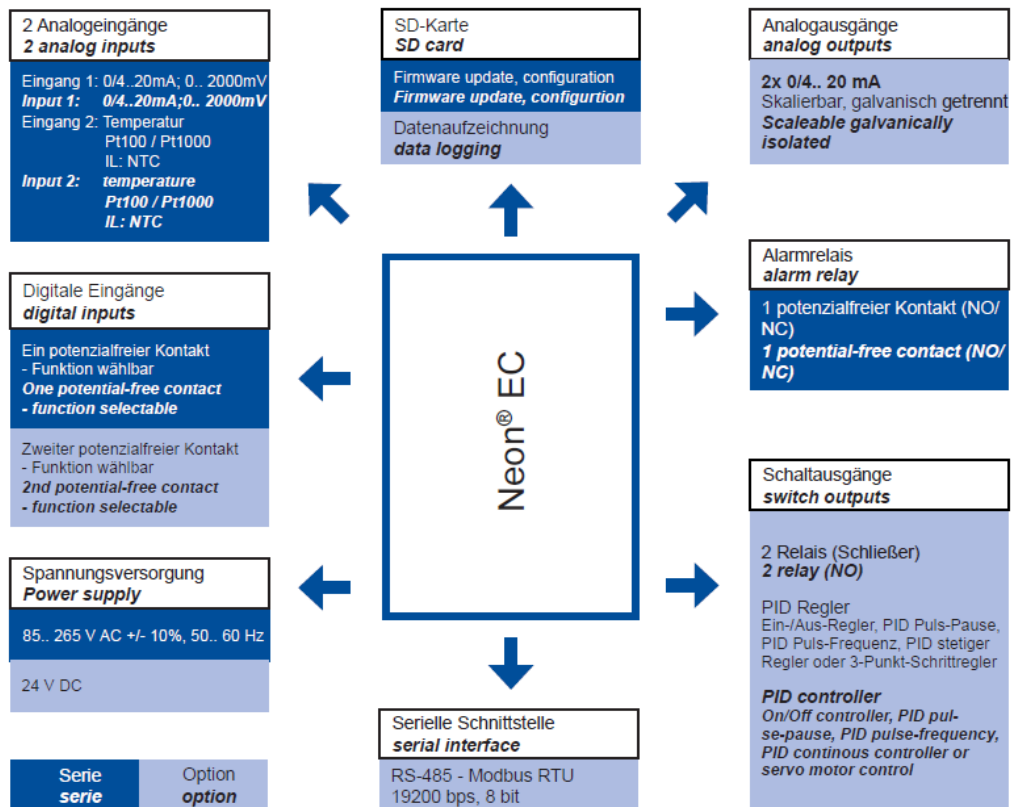 2 Analogeingänge
2 analog inputs
Eingang 1: 0/4..20mA; 0.. 2000mV
Input 1: 0/4..20mA;0.. 2000mV
Eingang 2: Temperatur
Pt100 / Pt1000
IL: NTC
Input 2: temperature
Pt100 / Pt1000
IL: NTC
SD-Karte
SD card
Firmware update, configuration
Firmware update, configurtion
Datenaufzeichnung
data logging
Analogausgänge
analog outputs
2x 0/4.. 20 mA
Skalierbar, galvanisch getrennt
Scaleable galvanically
isolated
Digitale Eingänge
digital inputs
Ein potenzialfreier Kontakt
- Funktion wählbar
One potential-free contact
- function selectable
Zweiter potenzialfreier Kontakt
- Funktion wählbar
2nd potential-free contact
- function selectable
Neon® EC
Alarmrelais
alarm relay
1 potenzialfreier Kontakt (NO/
NC)
1 potential-free contact (NO/
NC)
Spannungsversorgung
Power supply
85.. 265 V AC +/- 10%, 50.. 60 Hz
24 V DC
Schaltausgänge
switch outputs
2 Relais (Schließer)
2 relay (NO)
PID Regler
Ein-/Aus-Regler, PID Puls-Pause,
PID Puls-Frequenz, PID stetiger
Regler oder 3-Punkt-Schrittregler
PID controller
On/Off controller, PID pul-
se-pause, PID pulse-frequency,
PID continous controller or
servo motor control
Serielle Schnittstelle
serial interface
RS-485 - Modbus RTU
19200 bps, 8 bit
Serie
serie
Option
option